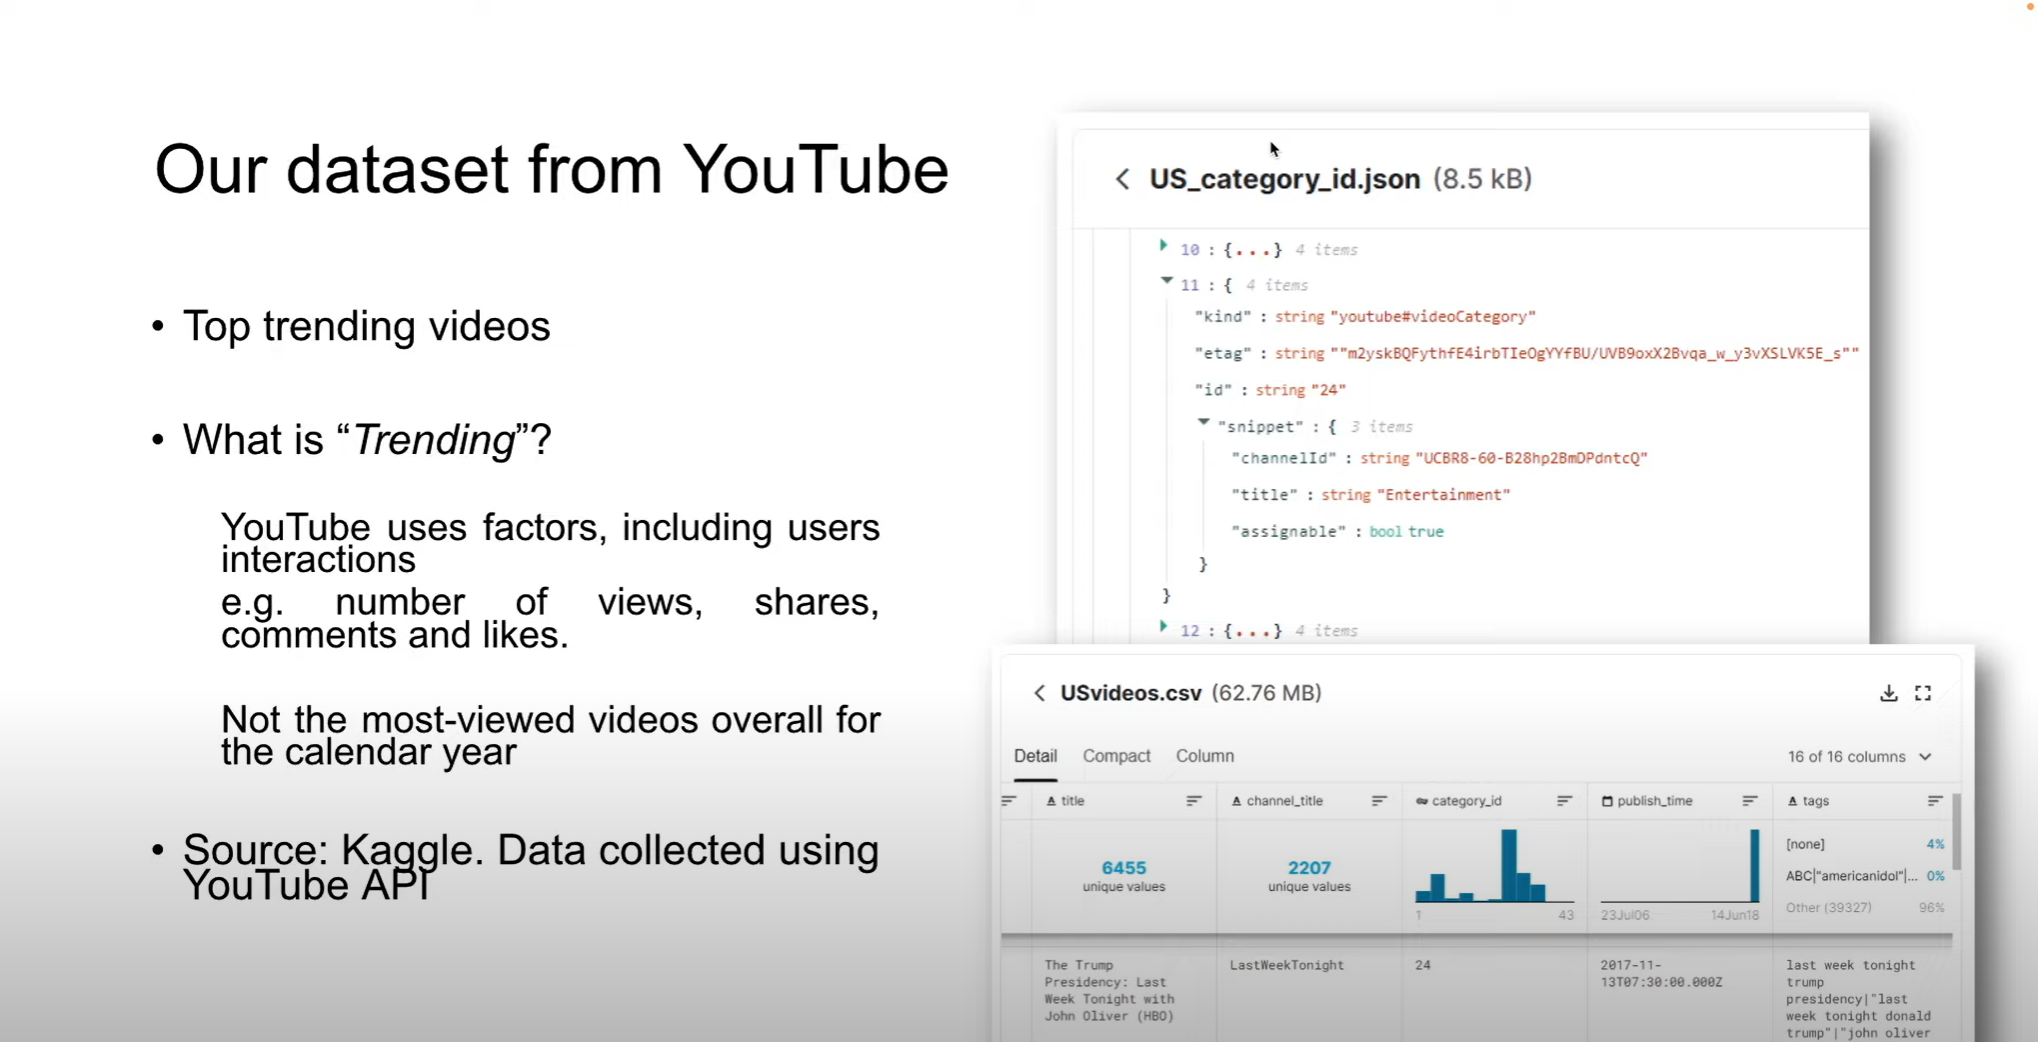 Our dataset from YouTube
• Top trending videos
• What is “Trending”?
YouTube uses factors, including users
interactions
e.g. number of views, shares,
comments and likes.
Not the most-viewed videos overall for
the calendar year
• Source: Kaggle. Data collected using
YouTube API
US_category_id.json (8.5 kB)
10 : {...} 4 items
11 : { 4 items
"kind" : string "youtube#videoCategory"
"etag" : string ""m2yskBQFythfE4irbTIeOgYYfBU/UVB9oxX2Bvqa_w_y3vXSLVK5E_s""
"id" : string "24"
"snippet" : { 3 items
"channelId" : string "UCBR8-60-B28hp2BmDPdntcQ"
"title" : string "Entertainment"
"assignable" : bool true
}
}
12 : {...} 4 items
USvideos.csv (62.76 MB)
Detail Compact Column 16 of 16 columns
title channel_title category_id publish_time tags
6455
unique values
2207
unique values
1 43
23Jul06 14Jun18
[none] 4%
ABC|"americanidol"|... 0%
Other (39327) 96%
The Trump
Presidency: Last
Week Tonight with
John Oliver (HBO)
LastWeekTonight
24
2017-11-
13T07:30:00.000Z
last week tonight
trump
presidency|"last
week tonight donald
trump"|"john oliver